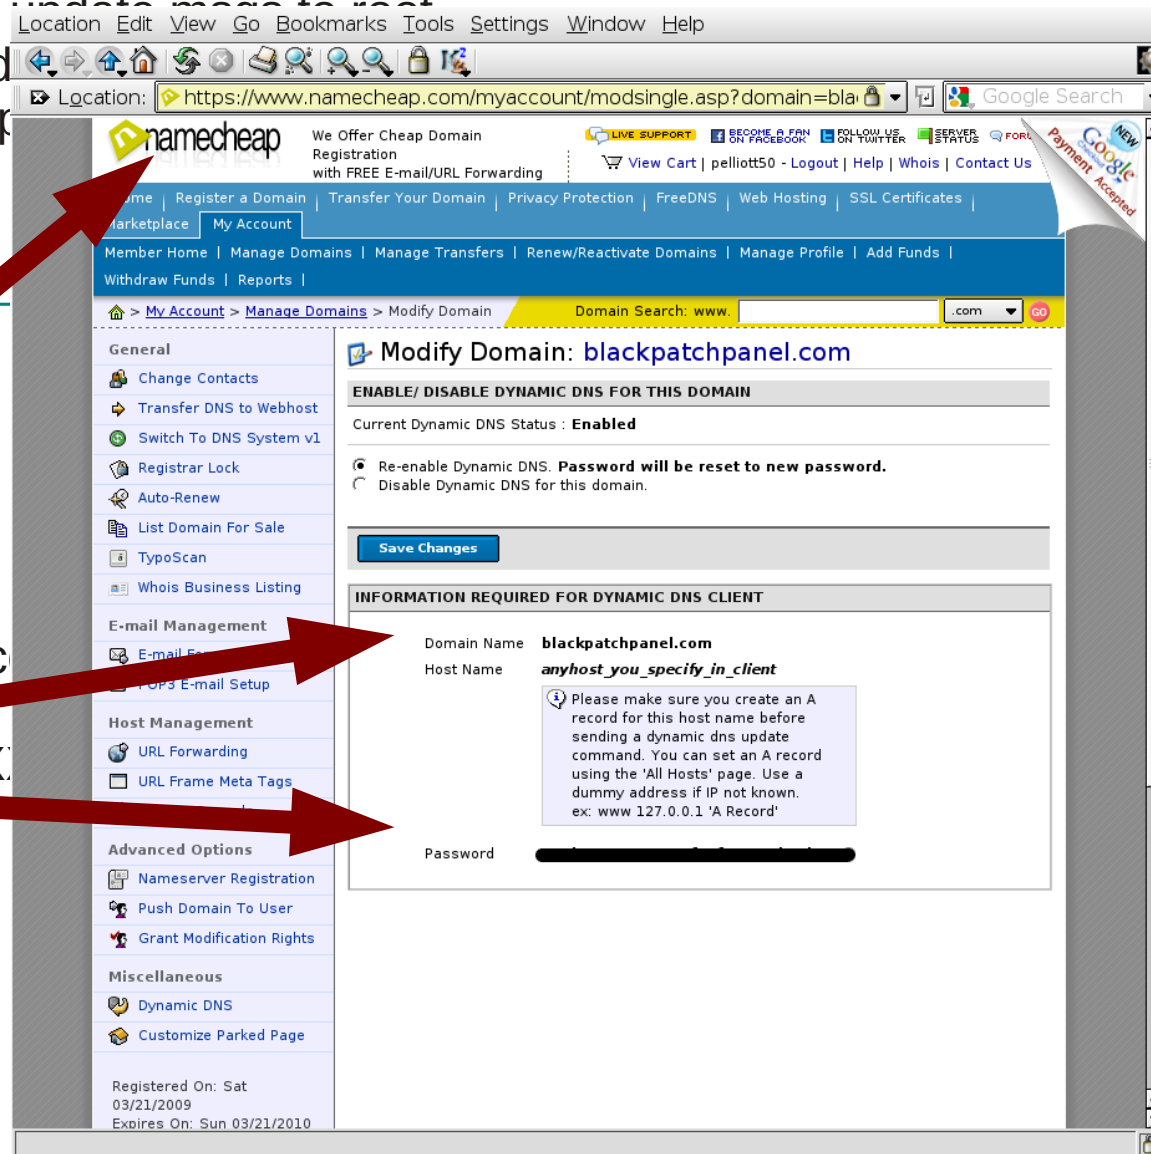 update msgs to root
Location Edit View Go Bookmarks Tools Settings Window Help
Location: https://www.namecheap.com/myaccount/modsingle.asp?domain=bla
Google Search
namecheap
We Offer Cheap Domain
Registration
with FREE E-mail/URL Forwarding
LIVE SUPPORT
BECOME A FAN
ON FACEBOOK
FOLLOW US
ON TWITTER
SERVER
STATUS
View Cart | pelliott50 - Logout | Help | Whois | Contact Us
Google
Payment Accepted
NEW
Register a Domain | Transfer Your Domain | Privacy Protection | FreeDNS | Web Hosting | SSL Certificates |
Marketplace My Account
Member Home | Manage Domains | Manage Transfers | Renew/Reactivate Domains | Manage Profile | Add Funds |
Withdraw Funds | Reports |
> My Account > Manage Domains > Modify Domain
Domain Search: www.
.com
GO
General
Change Contacts
Transfer DNS to Webhost
Switch To DNS System v1
Registrar Lock
Auto-Renew
List Domain For Sale
TypoScan
Whois Business Listing
E-mail Management
E-mail
POP3 E-mail Setup
Host Management
URL Forwarding
URL Frame Meta Tags
Advanced Options
Nameserver Registration
Push Domain To User
Grant Modification Rights
Miscellaneous
Dynamic DNS
Customize Parked Page
Registered On: Sat
03/21/2009
Expires On: Sun 03/21/2010
Modify Domain: blackpatchpanel.com
ENABLE/ DISABLE DYNAMIC DNS FOR THIS DOMAIN
Current Dynamic DNS Status : Enabled
Re-enable Dynamic DNS. Password will be reset to new password.
Disable Dynamic DNS for this domain.
Save Changes
INFORMATION REQUIRED FOR DYNAMIC DNS CLIENT
Domain Name blackpatchpanel.com
Host Name anyhost_you_specify_in_client
Please make sure you create an A
record for this host name before
sending a dynamic dns update
command. You can set an A record
using the 'All Hosts' page. Use a
dummy address if IP not known.
ex: www 127.0.0.1 'A Record'
Password